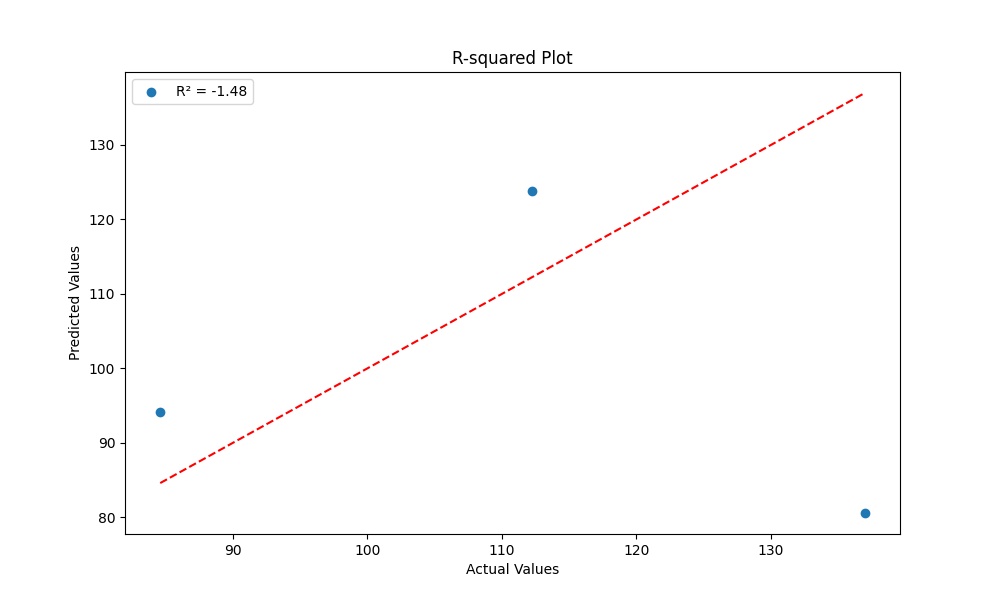 R-squared Plot
R² = -1.48
130
120
110
100
90
80
Predicted Values
90
100
110
120
130
Actual Values